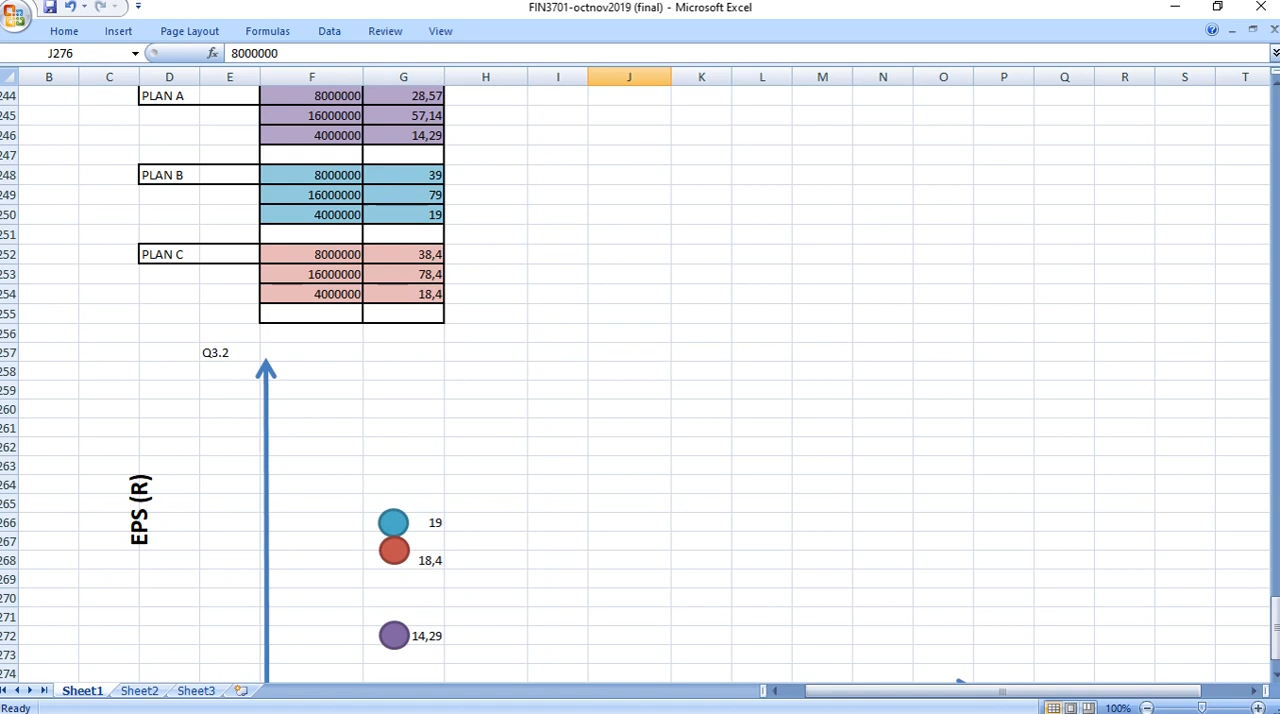 FIN3701-octnov2019 (final) - Microsoft Excel
Home Insert Page Layout Formulas Data Review View
J276 fx 8000000
B C D E F G H I J K L M N O P Q R S T
244 PLAN A 8000000 28,57
245 16000000 57,14
246 4000000 14,29
247
248 PLAN B 8000000 39
249 16000000 79
250 4000000 19
251
252 PLAN C 8000000 38,4
253 16000000 78,4
254 4000000 18,4
255
256
257 Q3.2
258
259
260
261
262
263
264
EPS (R)
265
266 19
267
268 18,4
269
270
271
272 14,29
273
274
Sheet1 Sheet2 Sheet3
Ready 100%